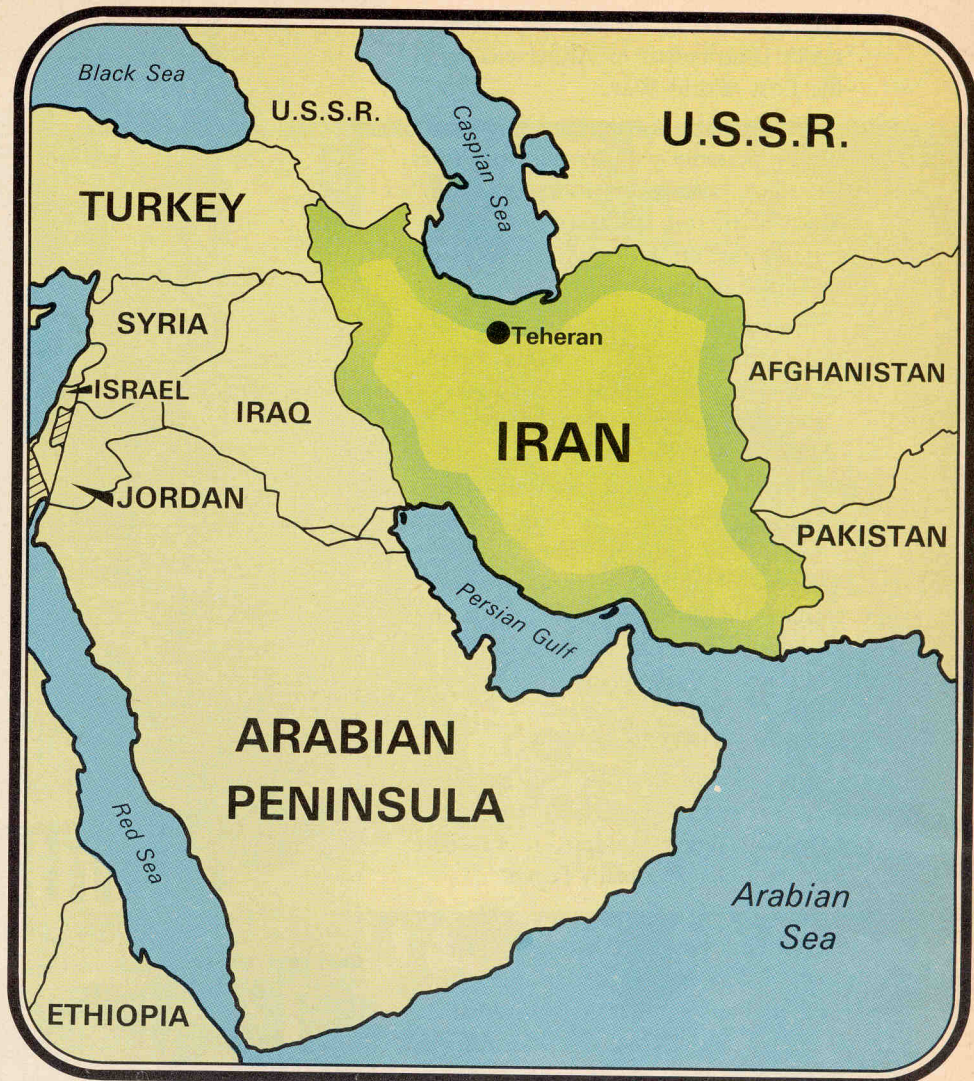 Black Sea
U.S.S.R.
Caspian Sea
U.S.S.R.
TURKEY
SYRIA
Teheran
ISRAEL
IRAQ
AFGHANISTAN
IRAN
JORDAN
PAKISTAN
Persian Gulf
ARABIAN
PENINSULA
Red Sea
Arabian
Sea
ETHIOPIA